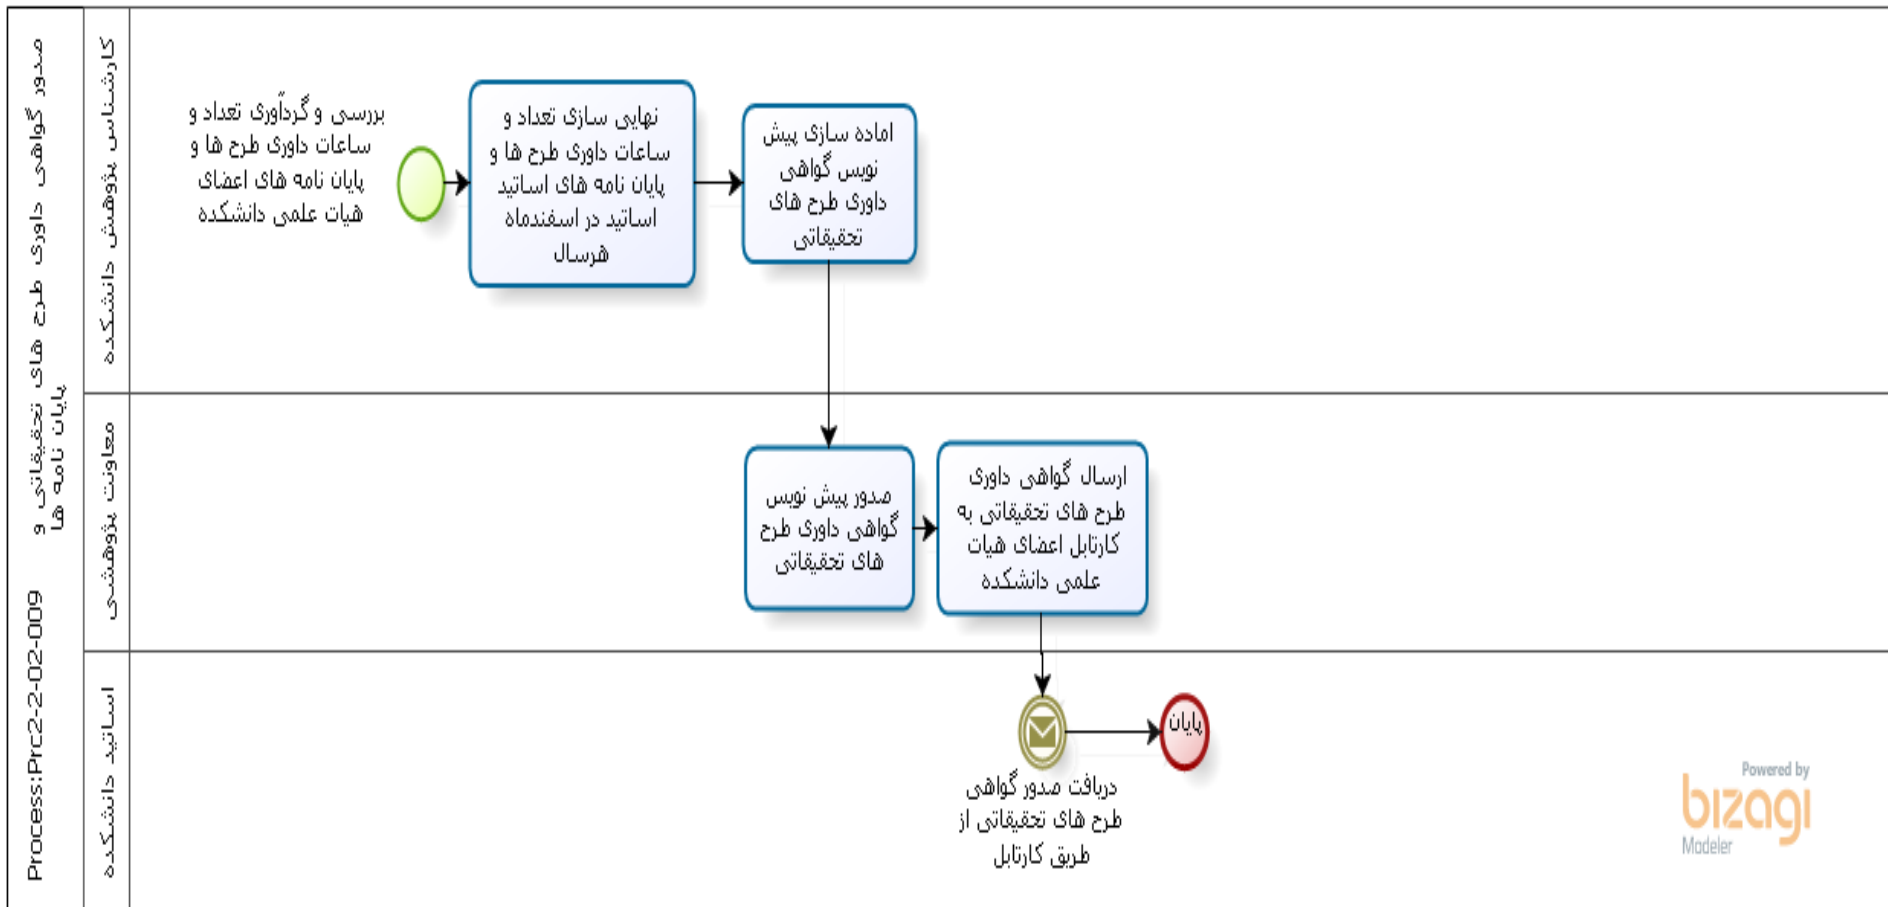 صدور گواهی داوری طرح های تحقیقاتی و
پایان نامه ها
Process:Prc2-2-02-009
کارشناس پژوهش دانشکده
بررسی و گردآوری تعداد و
ساعات داوری طرح ها و
پایان نامه های اعضای
هیات علمی دانشکده
نهایی سازی تعداد و
ساعات داوری طرح ها و
پایان نامه های اساتید
اساتید در اسفندماه
هرسال
اماده سازی پیش
نویس گواهی
داوری طرح های
تحقیقاتی
معاونت پژوهشی
صدور پیش نویس
گواهی داوری طرح
های تحقیقاتی
ارسال گواهی داوری
طرح های تحقیقاتی به
کارتابل اعضای هیات
علمی دانشکده
اساتید دانشکده
دریافت صدور گواهی
طرح های تحقیقاتی از
طریق کارتابل
پایان
Powered by
bizagi
Modeler